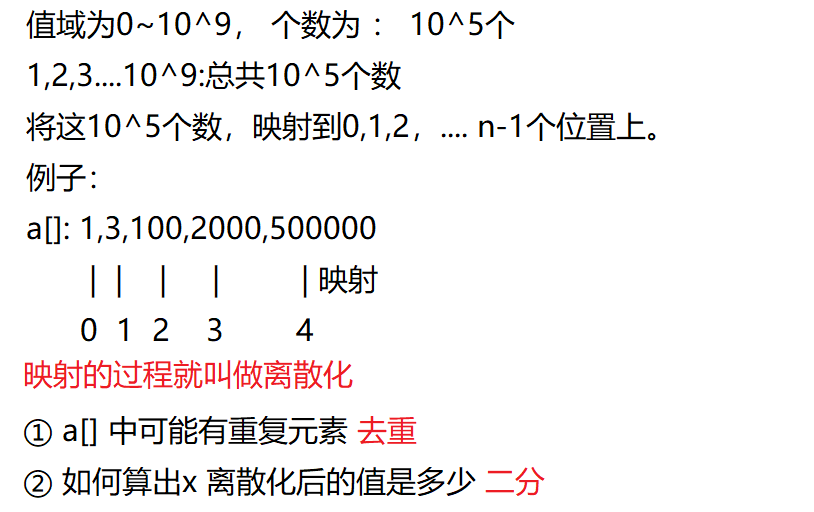 值域为0~10^9， 个数为 ： 10^5个
1,2,3....10^9:总共10^5个数
将这10^5个数，映射到0,1,2，.... n-1个位置上。
例子：
a[]: 1,3,100,2000,500000
| | | | | 映射
0 1 2 3 4
映射的过程就叫做离散化
① a[] 中可能有重复元素 去重
② 如何算出x 离散化后的值是多少 二分